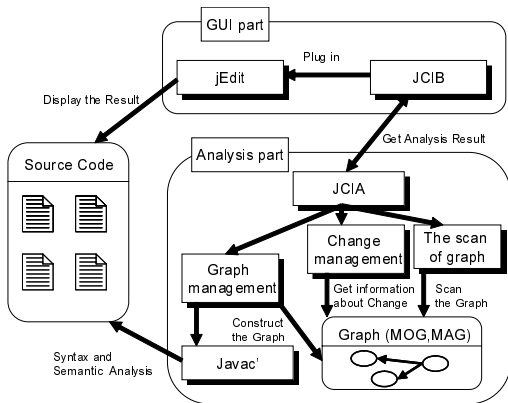 GUI part
Plug in
jEdit
JCIB
Display the Result
Get Analysis Result
Source Code
Analysis part
JCIA
Graph
management
Change
management
The scan
of graph
Get information
about Change
Scan
the Graph
Construct
the Graph
Graph (MOG,MAG)
Javac'
Syntax and
Semantic Analysis